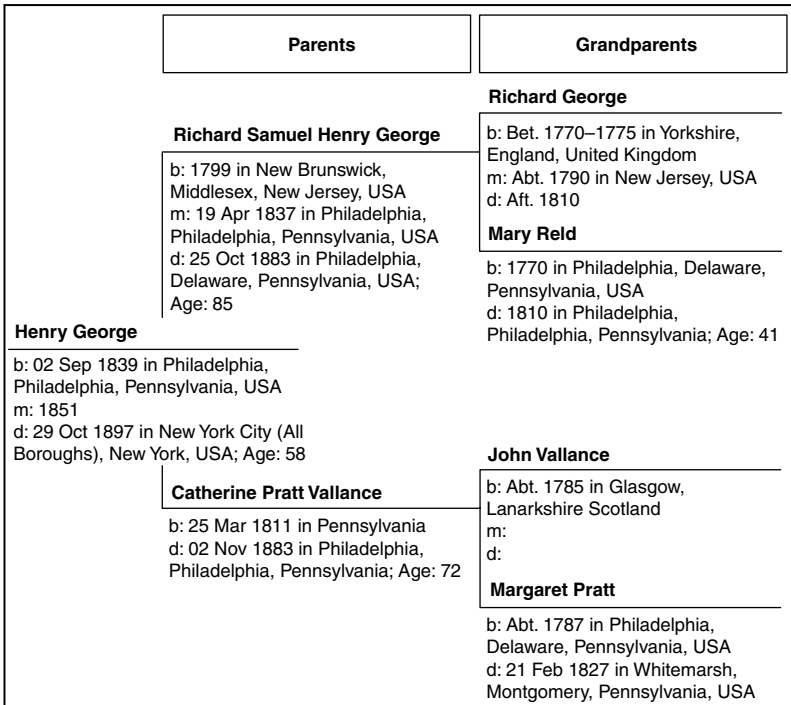 Parents
Grandparents
Richard George
b: Bet. 1770–1775 in Yorkshire,
England, United Kingdom
m: Abt. 1790 in New Jersey, USA
d: Aft. 1810
Richard Samuel Henry George
b: 1799 in New Brunswick,
Middlesex, New Jersey, USA
m: 19 Apr 1837 in Philadelphia,
Philadelphia, Pennsylvania, USA
d: 25 Oct 1883 in Philadelphia,
Delaware, Pennsylvania, USA;
Age: 85
Mary Reld
b: 1770 in Philadelphia, Delaware,
Pennsylvania, USA
d: 1810 in Philadelphia,
Philadelphia, Pennsylvania; Age: 41
Henry George
b: 02 Sep 1839 in Philadelphia,
Philadelphia, Pennsylvania, USA
m: 1851
d: 29 Oct 1897 in New York City (All
Boroughs), New York, USA; Age: 58
John Vallance
b: Abt. 1785 in Glasgow,
Lanarkshire Scotland
m:
d:
Catherine Pratt Vallance
b: 25 Mar 1811 in Pennsylvania
d: 02 Nov 1883 in Philadelphia,
Philadelphia, Pennsylvania; Age: 72
Margaret Pratt
b: Abt. 1787 in Philadelphia,
Delaware, Pennsylvania, USA
d: 21 Feb 1827 in Whitemarsh,
Montgomery, Pennsylvania, USA